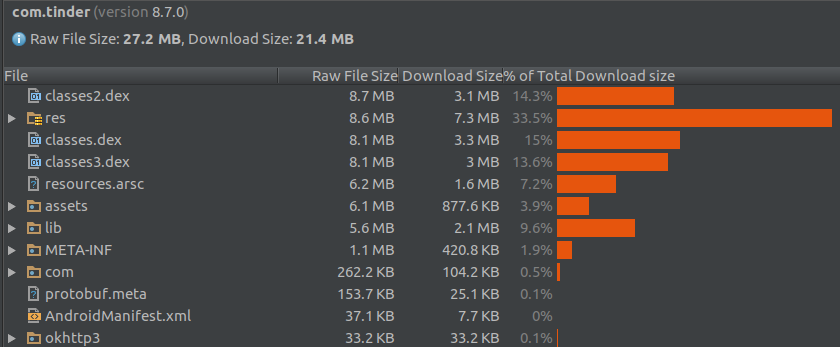 com.tinder (version 8.7.0)
Raw File Size: 27.2 MB, Download Size: 21.4 MB
File Raw File Size Download Size % of Total Download size
classes2.dex 8.7 MB 3.1 MB 14.3%
res 8.6 MB 7.3 MB 33.5%
classes.dex 8.1 MB 3.3 MB 15%
classes3.dex 8.1 MB 3 MB 13.6%
resources.arsc 6.2 MB 1.6 MB 7.2%
assets 6.1 MB 877.6 KB 3.9%
lib 5.6 MB 2.1 MB 9.6%
META-INF 1.1 MB 420.8 KB 1.9%
com 262.2 KB 104.2 KB 0.5%
protobuf.meta 153.7 KB 25.1 KB 0.1%
AndroidManifest.xml 37.1 KB 7.7 KB 0%
okhttp3 33.2 KB 33.2 KB 0.1%